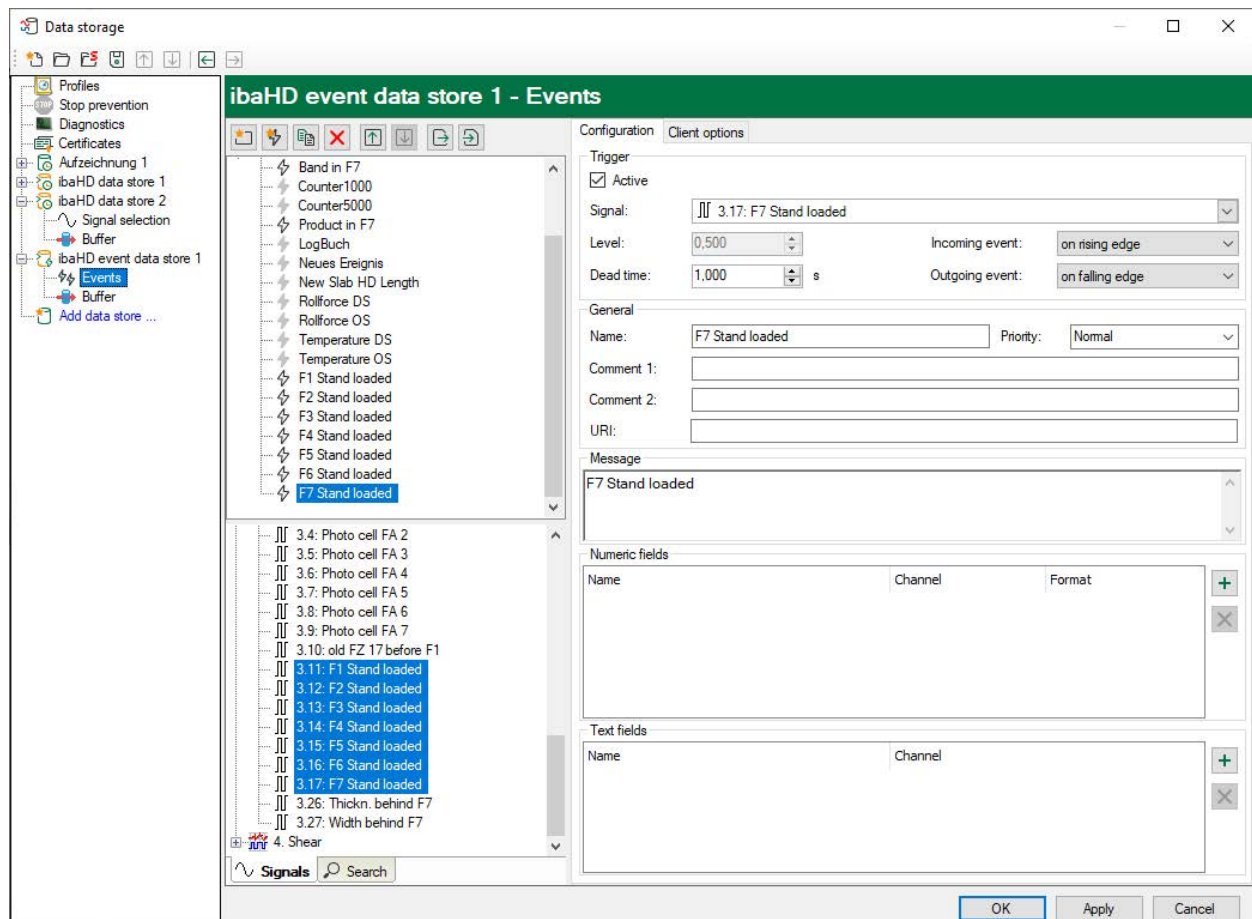 Data storage
Profiles
STOP Stop prevention
Diagnostics
Certificates
Aufzeichnung 1
ibaHD data store 1
ibaHD data store 2
Signal selection
Buffer
ibaHD event data store 1
Events
Buffer
Add data store ...
ibaHD event data store 1 - Events
Band in F7
Counter1000
Counter5000
Product in F7
LogBuch
Neues Ereignis
New Slab HD Length
Rollforce DS
Rollforce OS
Temperature DS
Temperature OS
F1 Stand loaded
F2 Stand loaded
F3 Stand loaded
F4 Stand loaded
F5 Stand loaded
F6 Stand loaded
F7 Stand loaded
3.4: Photo cell FA 2
3.5: Photo cell FA 3
3.6: Photo cell FA 4
3.7: Photo cell FA 5
3.8: Photo cell FA 6
3.9: Photo cell FA 7
3.10: old FZ 17 before F1
3.11: F1 Stand loaded
3.12: F2 Stand loaded
3.13: F3 Stand loaded
3.14: F4 Stand loaded
3.15: F5 Stand loaded
3.16: F6 Stand loaded
3.17: F7 Stand loaded
3.26: Thickn. behind F7
3.27: Width behind F7
4. Shear
Signals Search
Configuration Client options
Trigger
Active
Signal: 3.17: F7 Stand loaded
Level: 0,500 Incoming event: on rising edge
Dead time: 1,000 s Outgoing event: on falling edge
General
Name: F7 Stand loaded Priority: Normal
Comment 1:
Comment 2:
URI:
Message
F7 Stand loaded
Numeric fields
Name Channel Format
Text fields
Name Channel
OK Apply Cancel